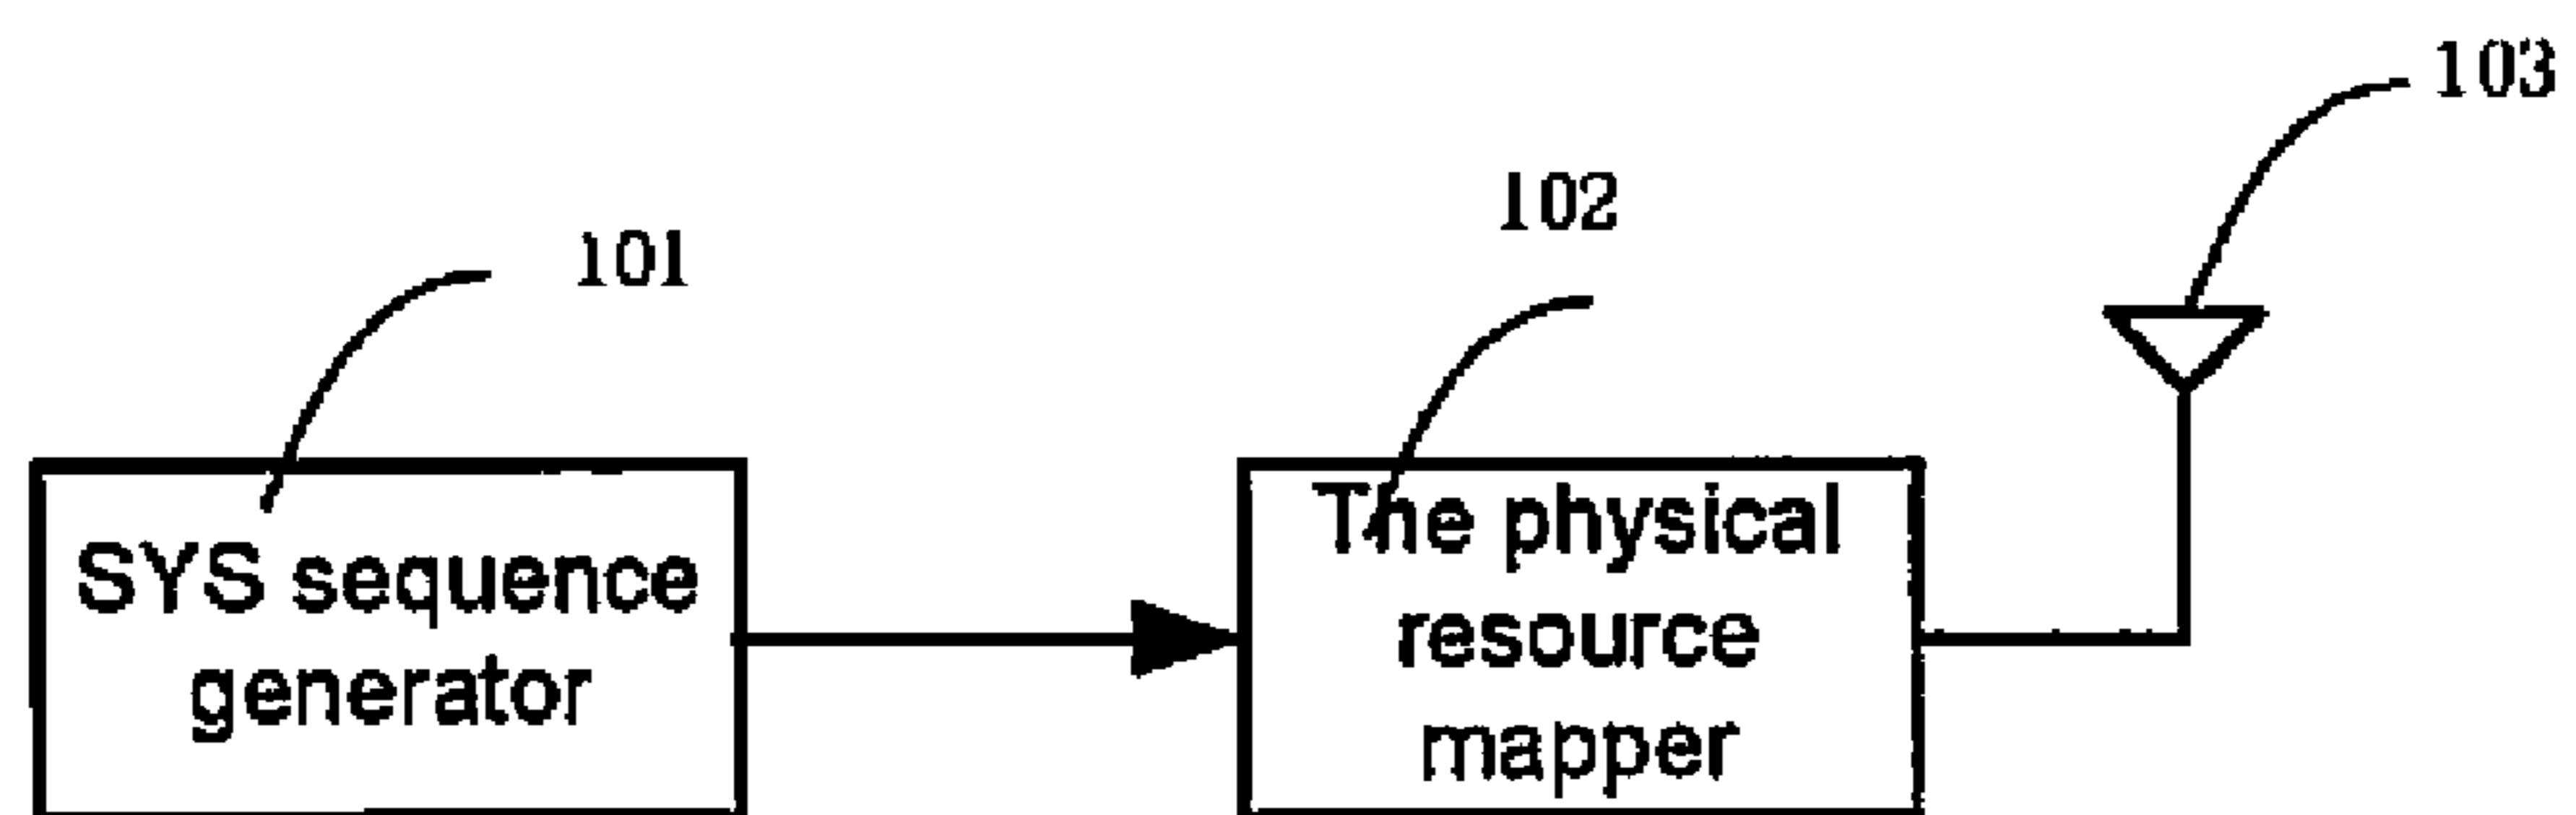 103
102
101
SYS sequence
generator
The physical
resource
mapper